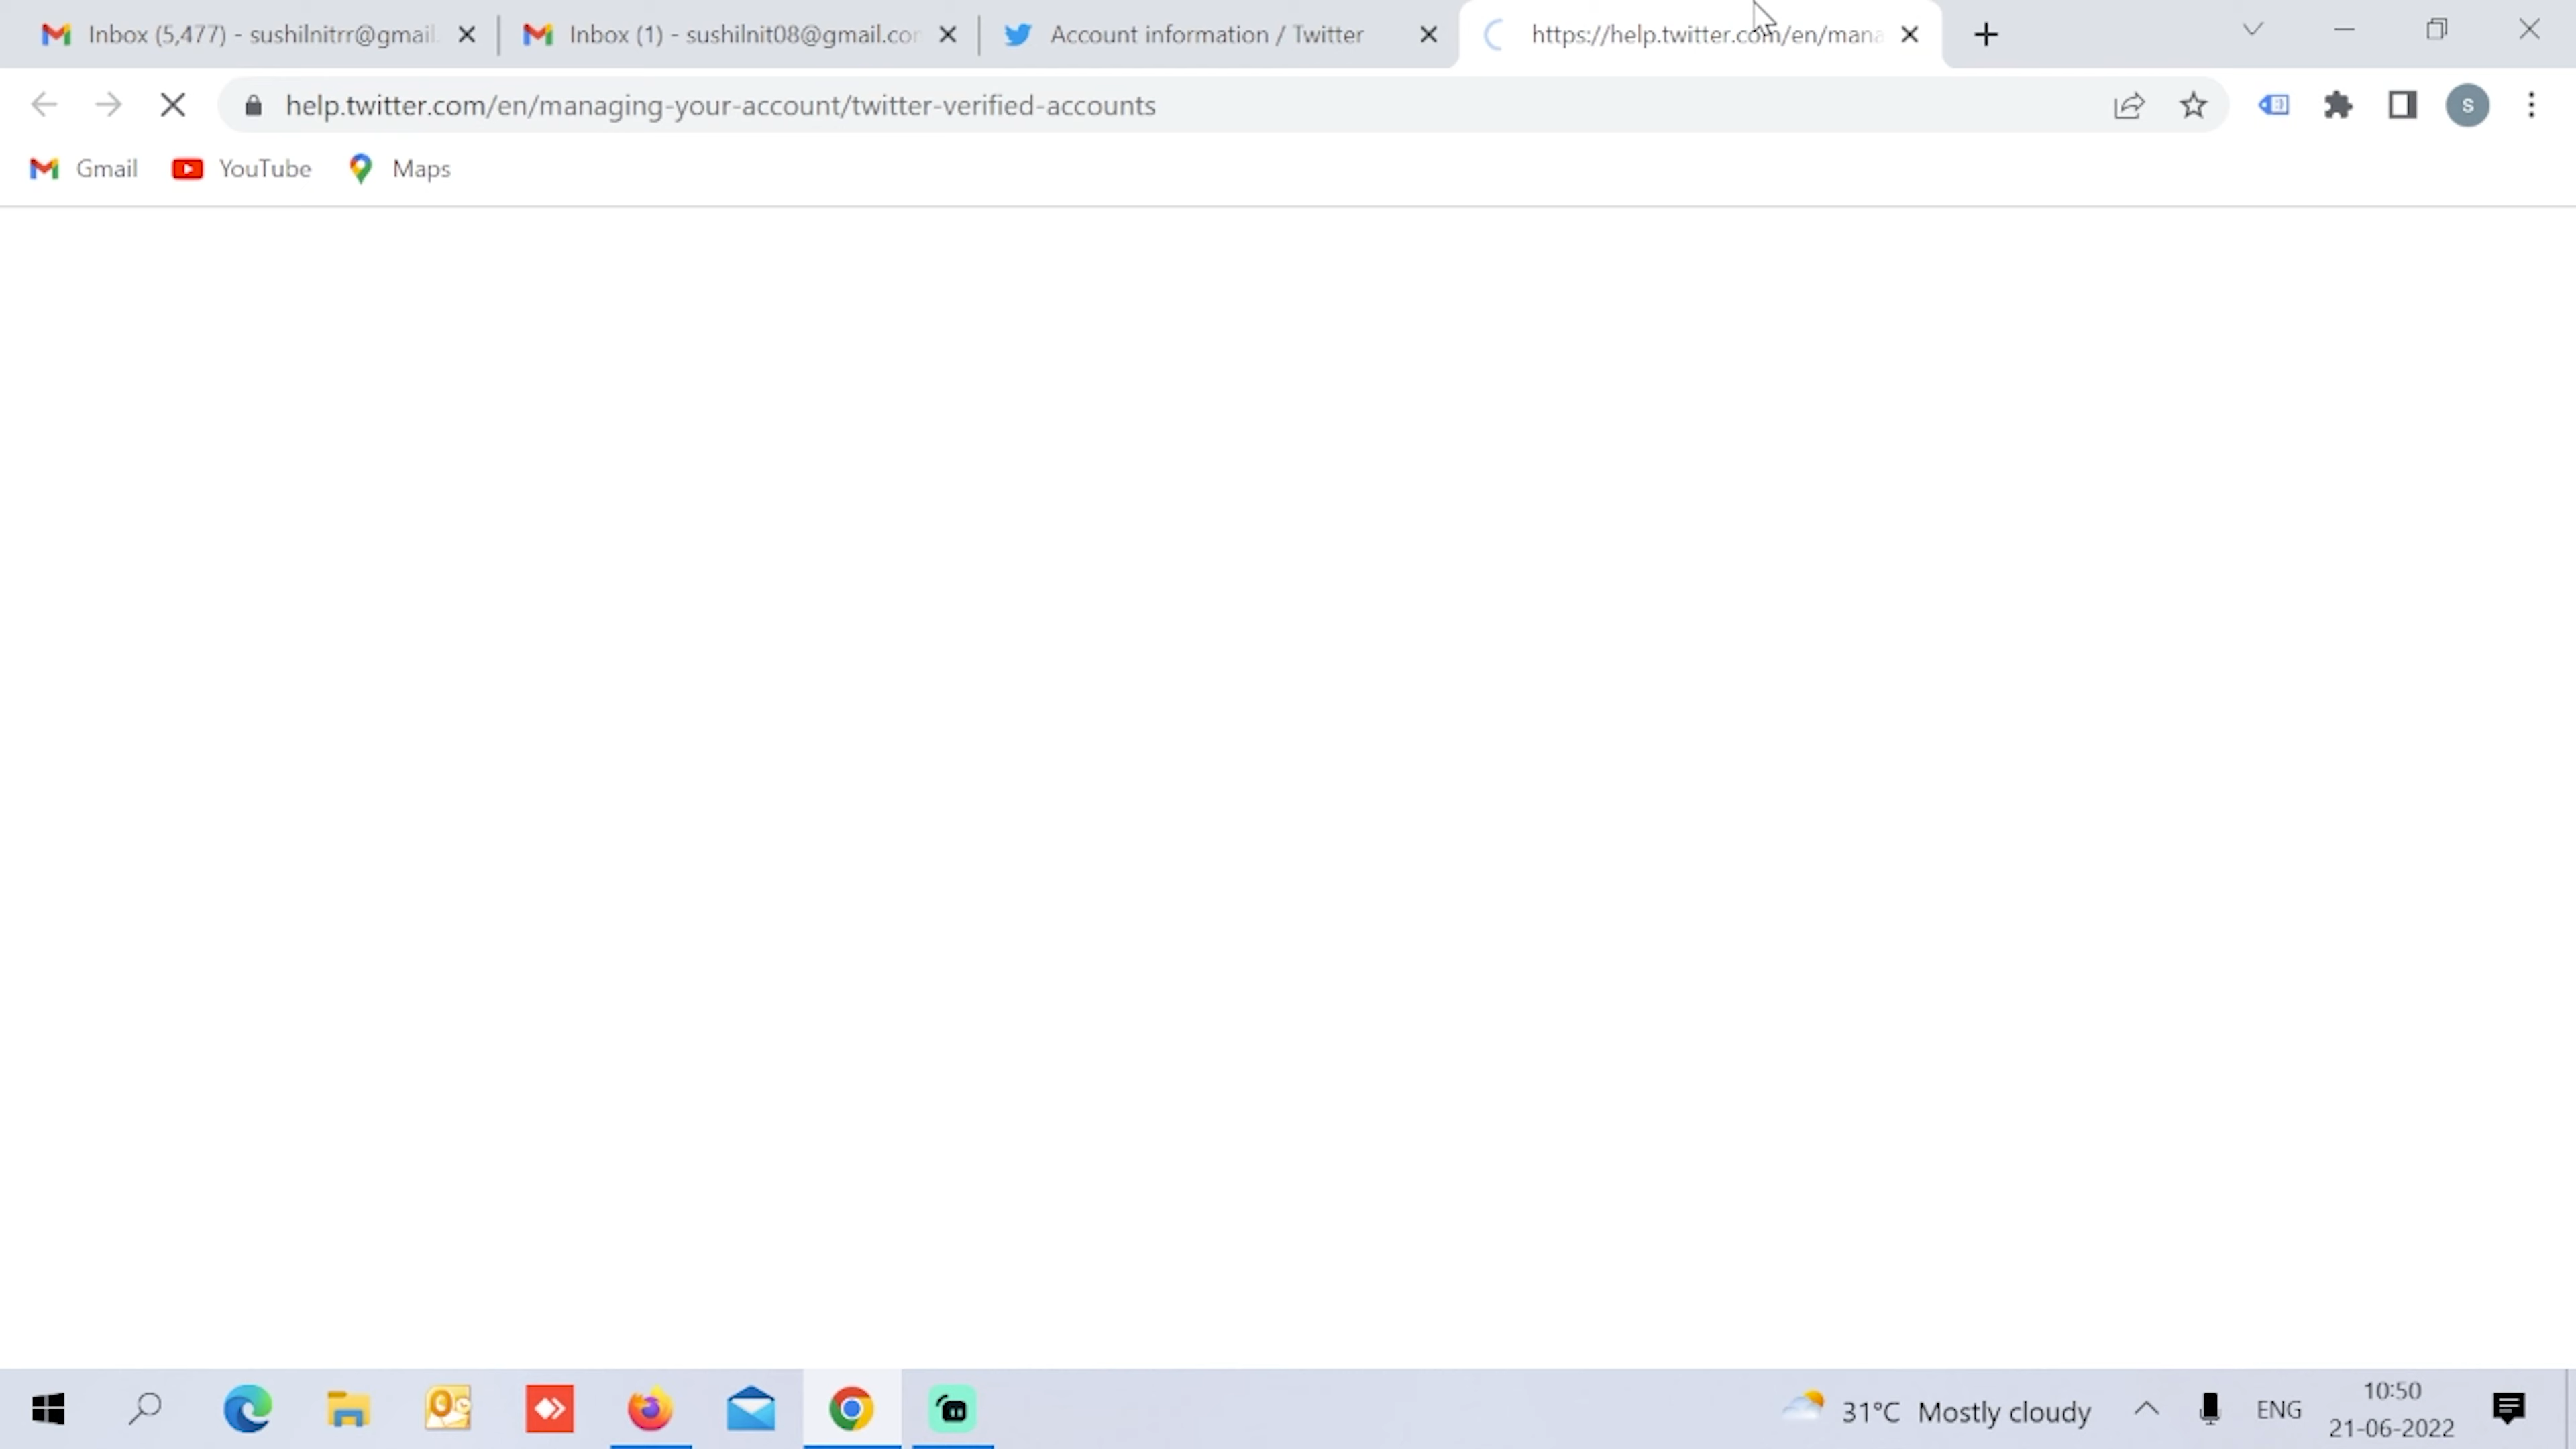 Inbox (5,477) - sushilnitrr@gmail.
Inbox (1) - sushilnit08@gmail.com
Account information / Twitter
https://help.twitter.com/en/mana
help.twitter.com/en/managing-your-account/twitter-verified-accounts
S
Gmail
YouTube
Maps
31°C Mostly cloudy
ENG
10:50
21-06-2022